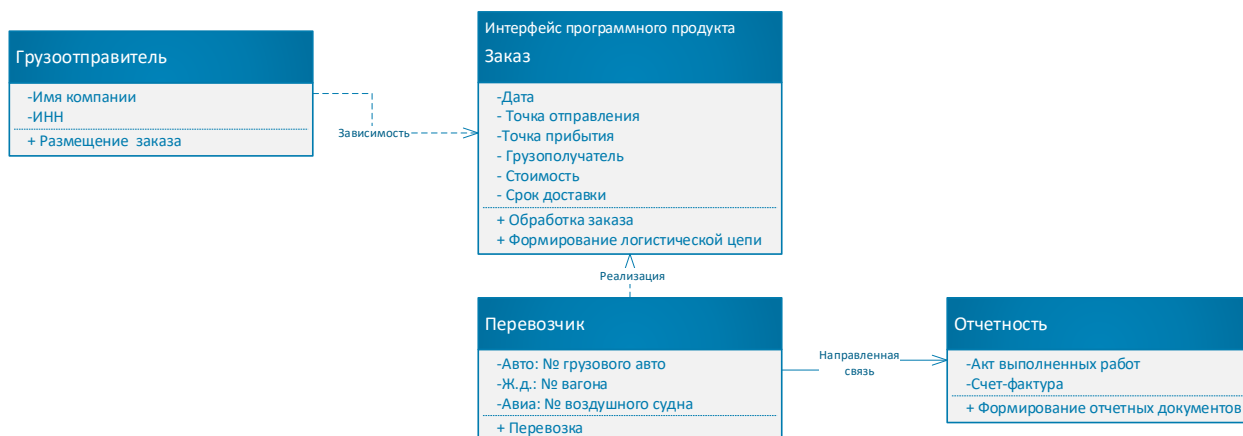 Грузоотправитель
-Имя компании
-ИНН
+ Размещение заказа
Зависимость
Интерфейс программного продукта
Заказ
-Дата
- Точка отправления
-Точка прибытия
- Грузополучатель
- Стоимость
- Срок доставки
+ Обработка заказа
+ Формирование логистической цепи
Реализация
Перевозчик
-Авто: № грузового авто
-Ж.д.: № вагона
-Авиа: № воздушного судна
+ Перевозка
Направленная
связь
Отчетность
-Акт выполненных работ
-Счет-фактура
+ Формирование отчетных документов